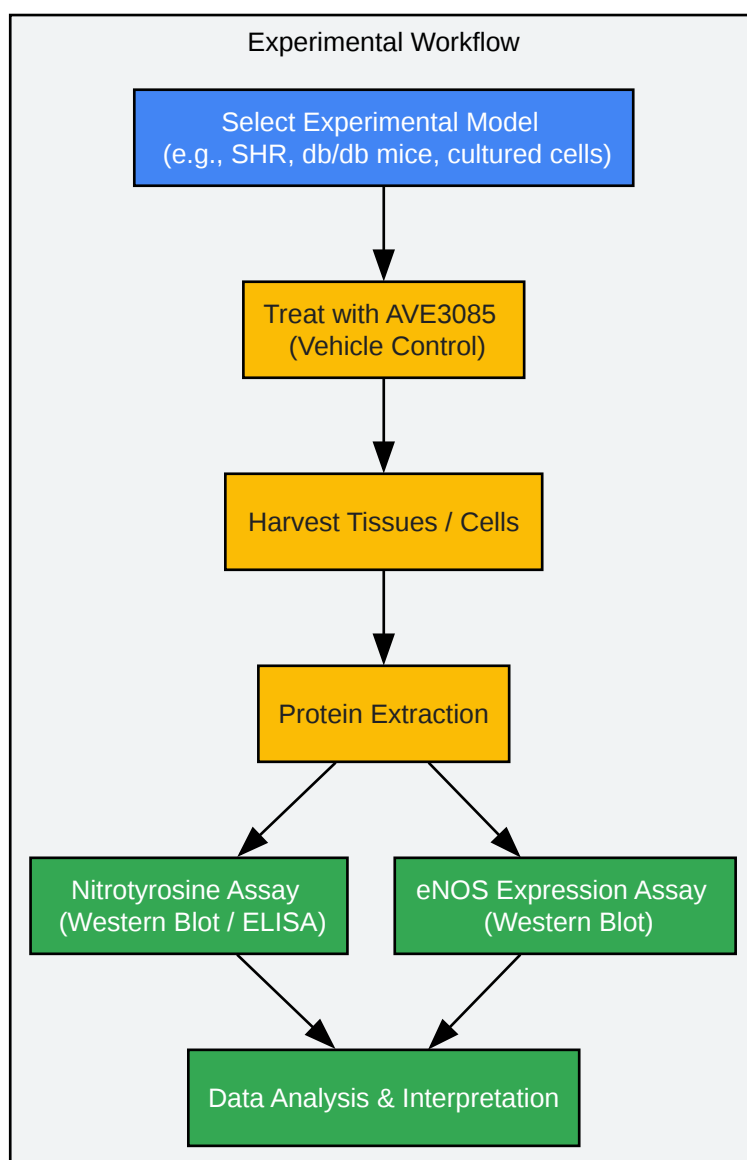 Experimental Workflow
Select Experimental Model
(e.g., SHR, db/db mice, cultured cells)
Treat with AVE3085
(Vehicle Control)
Harvest Tissues / Cells
Protein Extraction
Nitrotyrosine Assay
(Western Blot / ELISA)
eNOS Expression Assay
(Western Blot)
Data Analysis & Interpretation